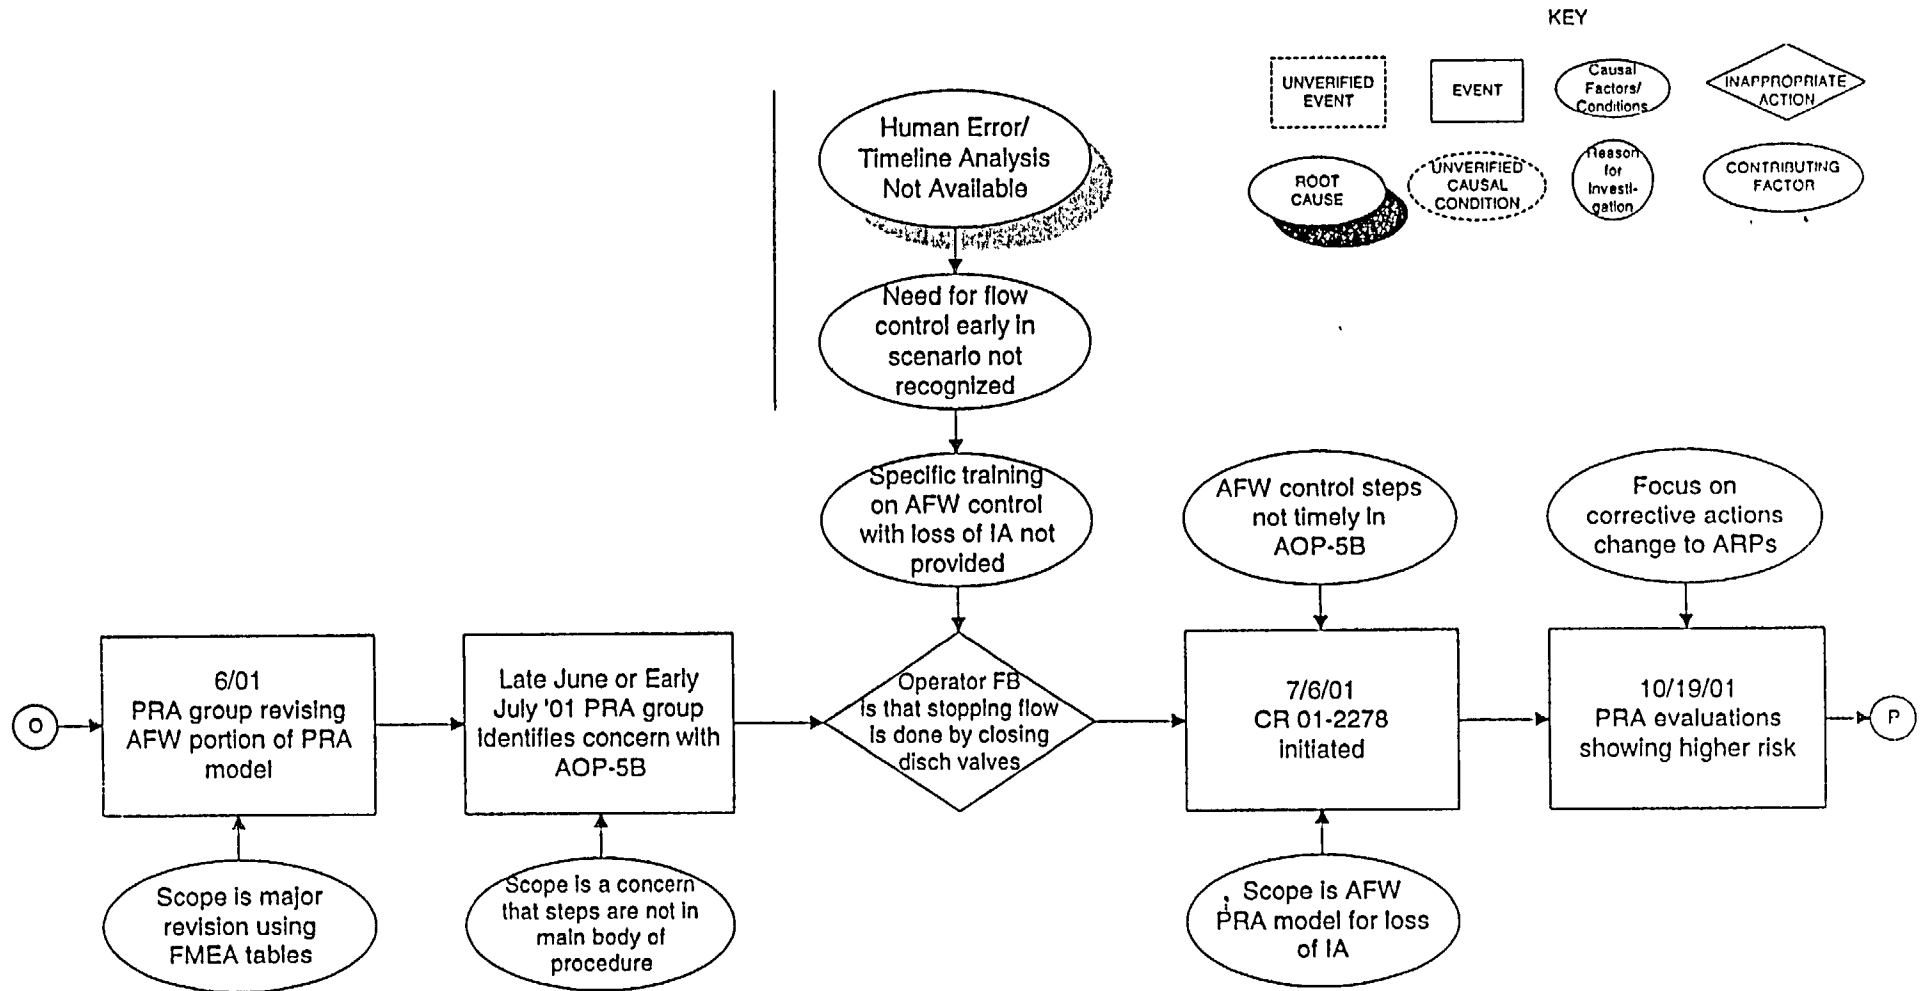 KEY
UNVERIFIED
EVENT
EVENT
Causal
Factors/
Conditions
INAPPROPRIATE
ACTION
ROOT
CAUSE
UNVERIFIED
CAUSAL
CONDITION
Reason
for
Investi-
gation
CONTRIBUTING
FACTOR
Human Error/
Timeline Analysis
Not Available
Need for flow
control early in
scenario not
recognized
Specific training
on AFW control
with loss of IA not
provided
AFW control steps
not timely in
AOP-5B
Focus on
corrective actions
change to ARPs
O
6/01
PRA group revising
AFW portion of PRA
model
Late June or Early
July '01 PRA group
identifies concern with
AOP-5B
Operator FB
is that stopping flow
is done by closing
disch valves
7/6/01
CR 01-2278
initiated
10/19/01
PRA evaluations
showing higher risk
P
Scope is major
revision using
FMEA tables
Scope is a concern
that steps are not in
main body of
procedure
Scope is AFW
PRA model for loss
of IA